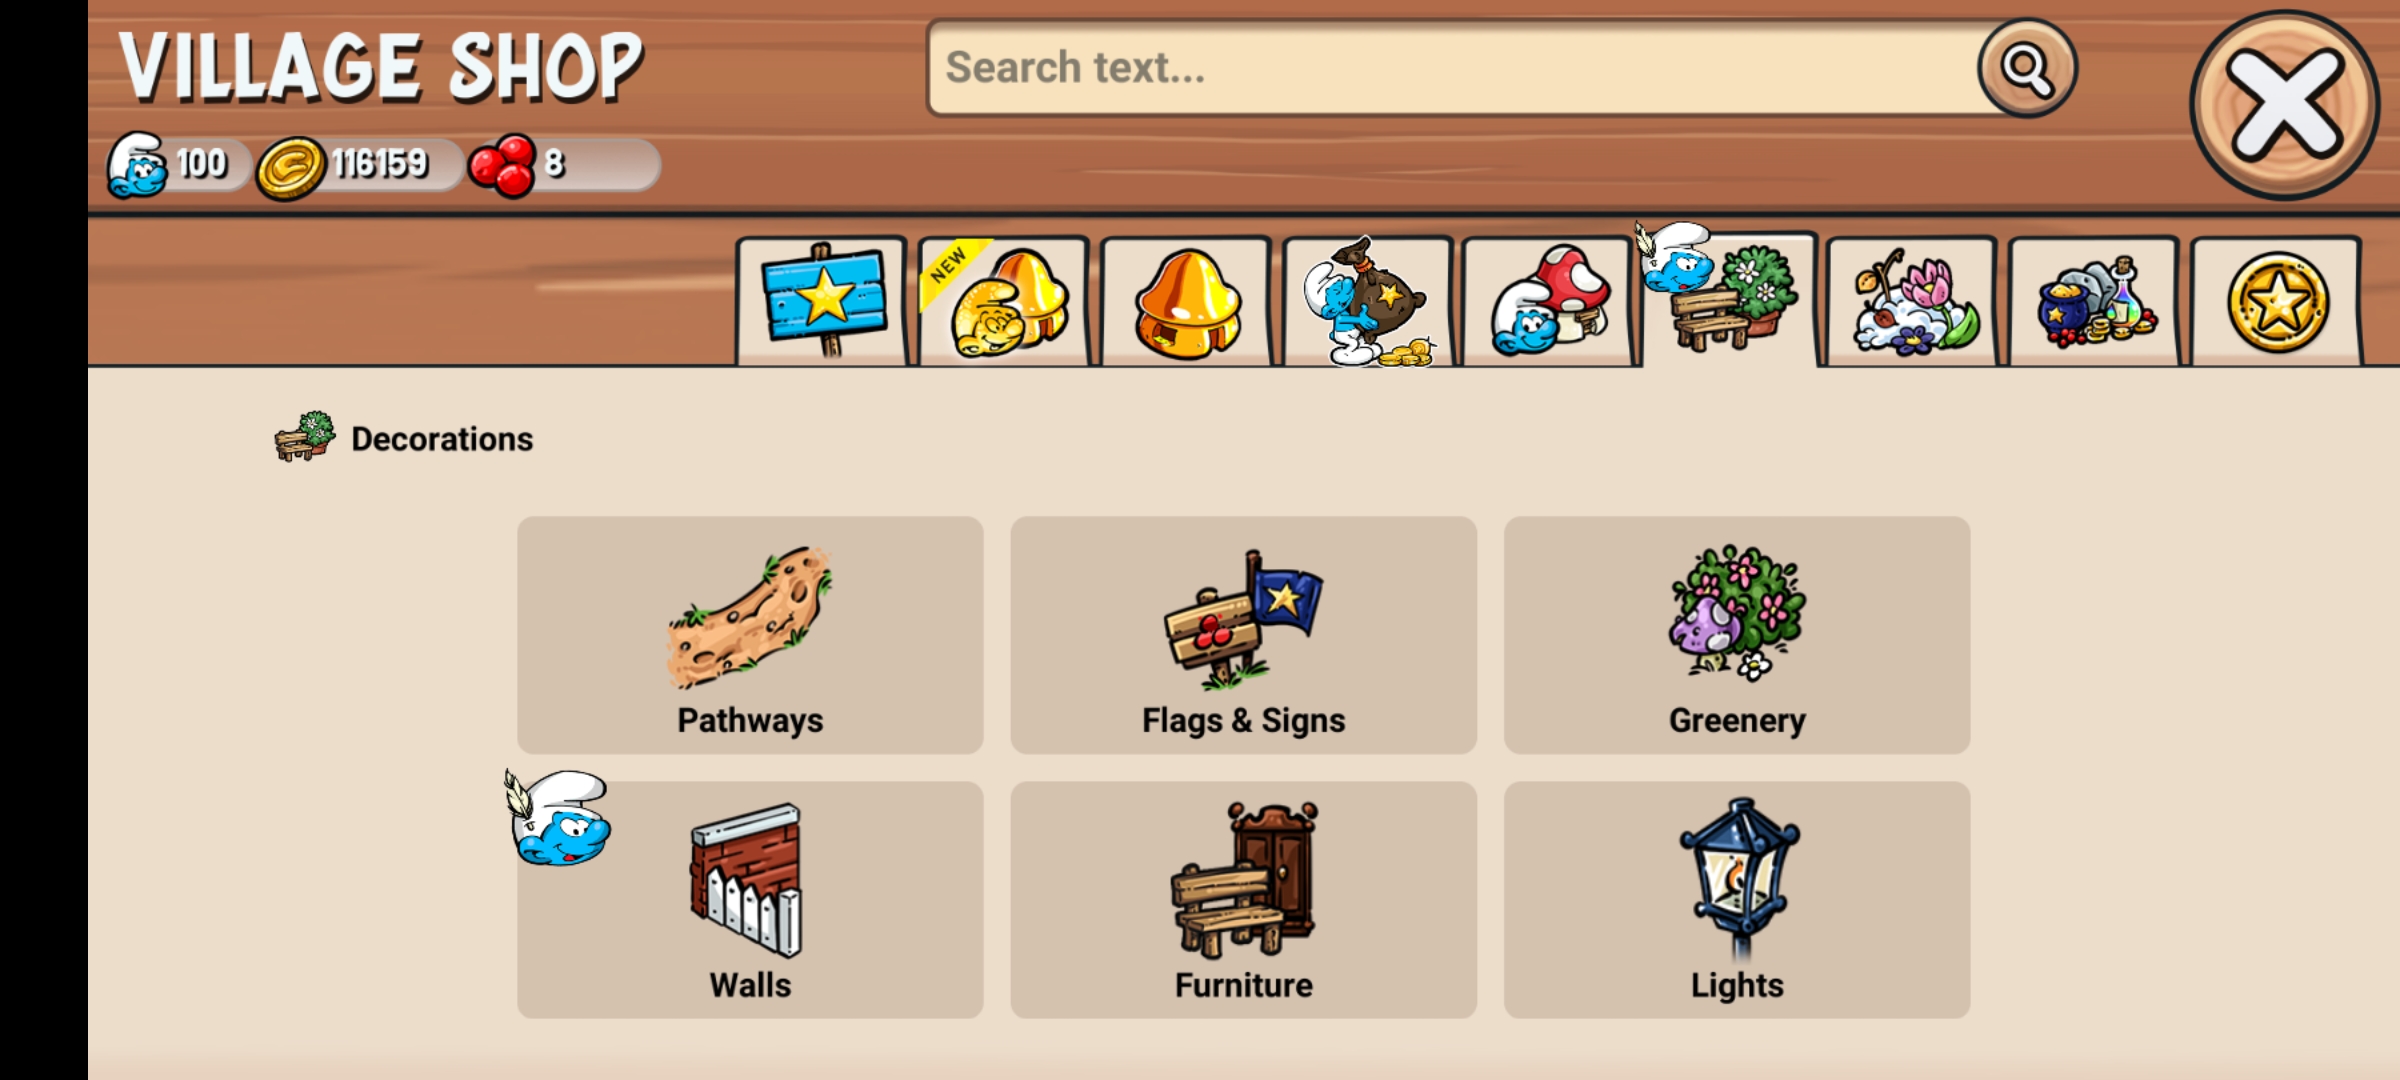 VILLAGE SHOP
Search text...
100
116159
8
NEW
Decorations
Pathways
Flags & Signs
Greenery
Walls
Furniture
Lights